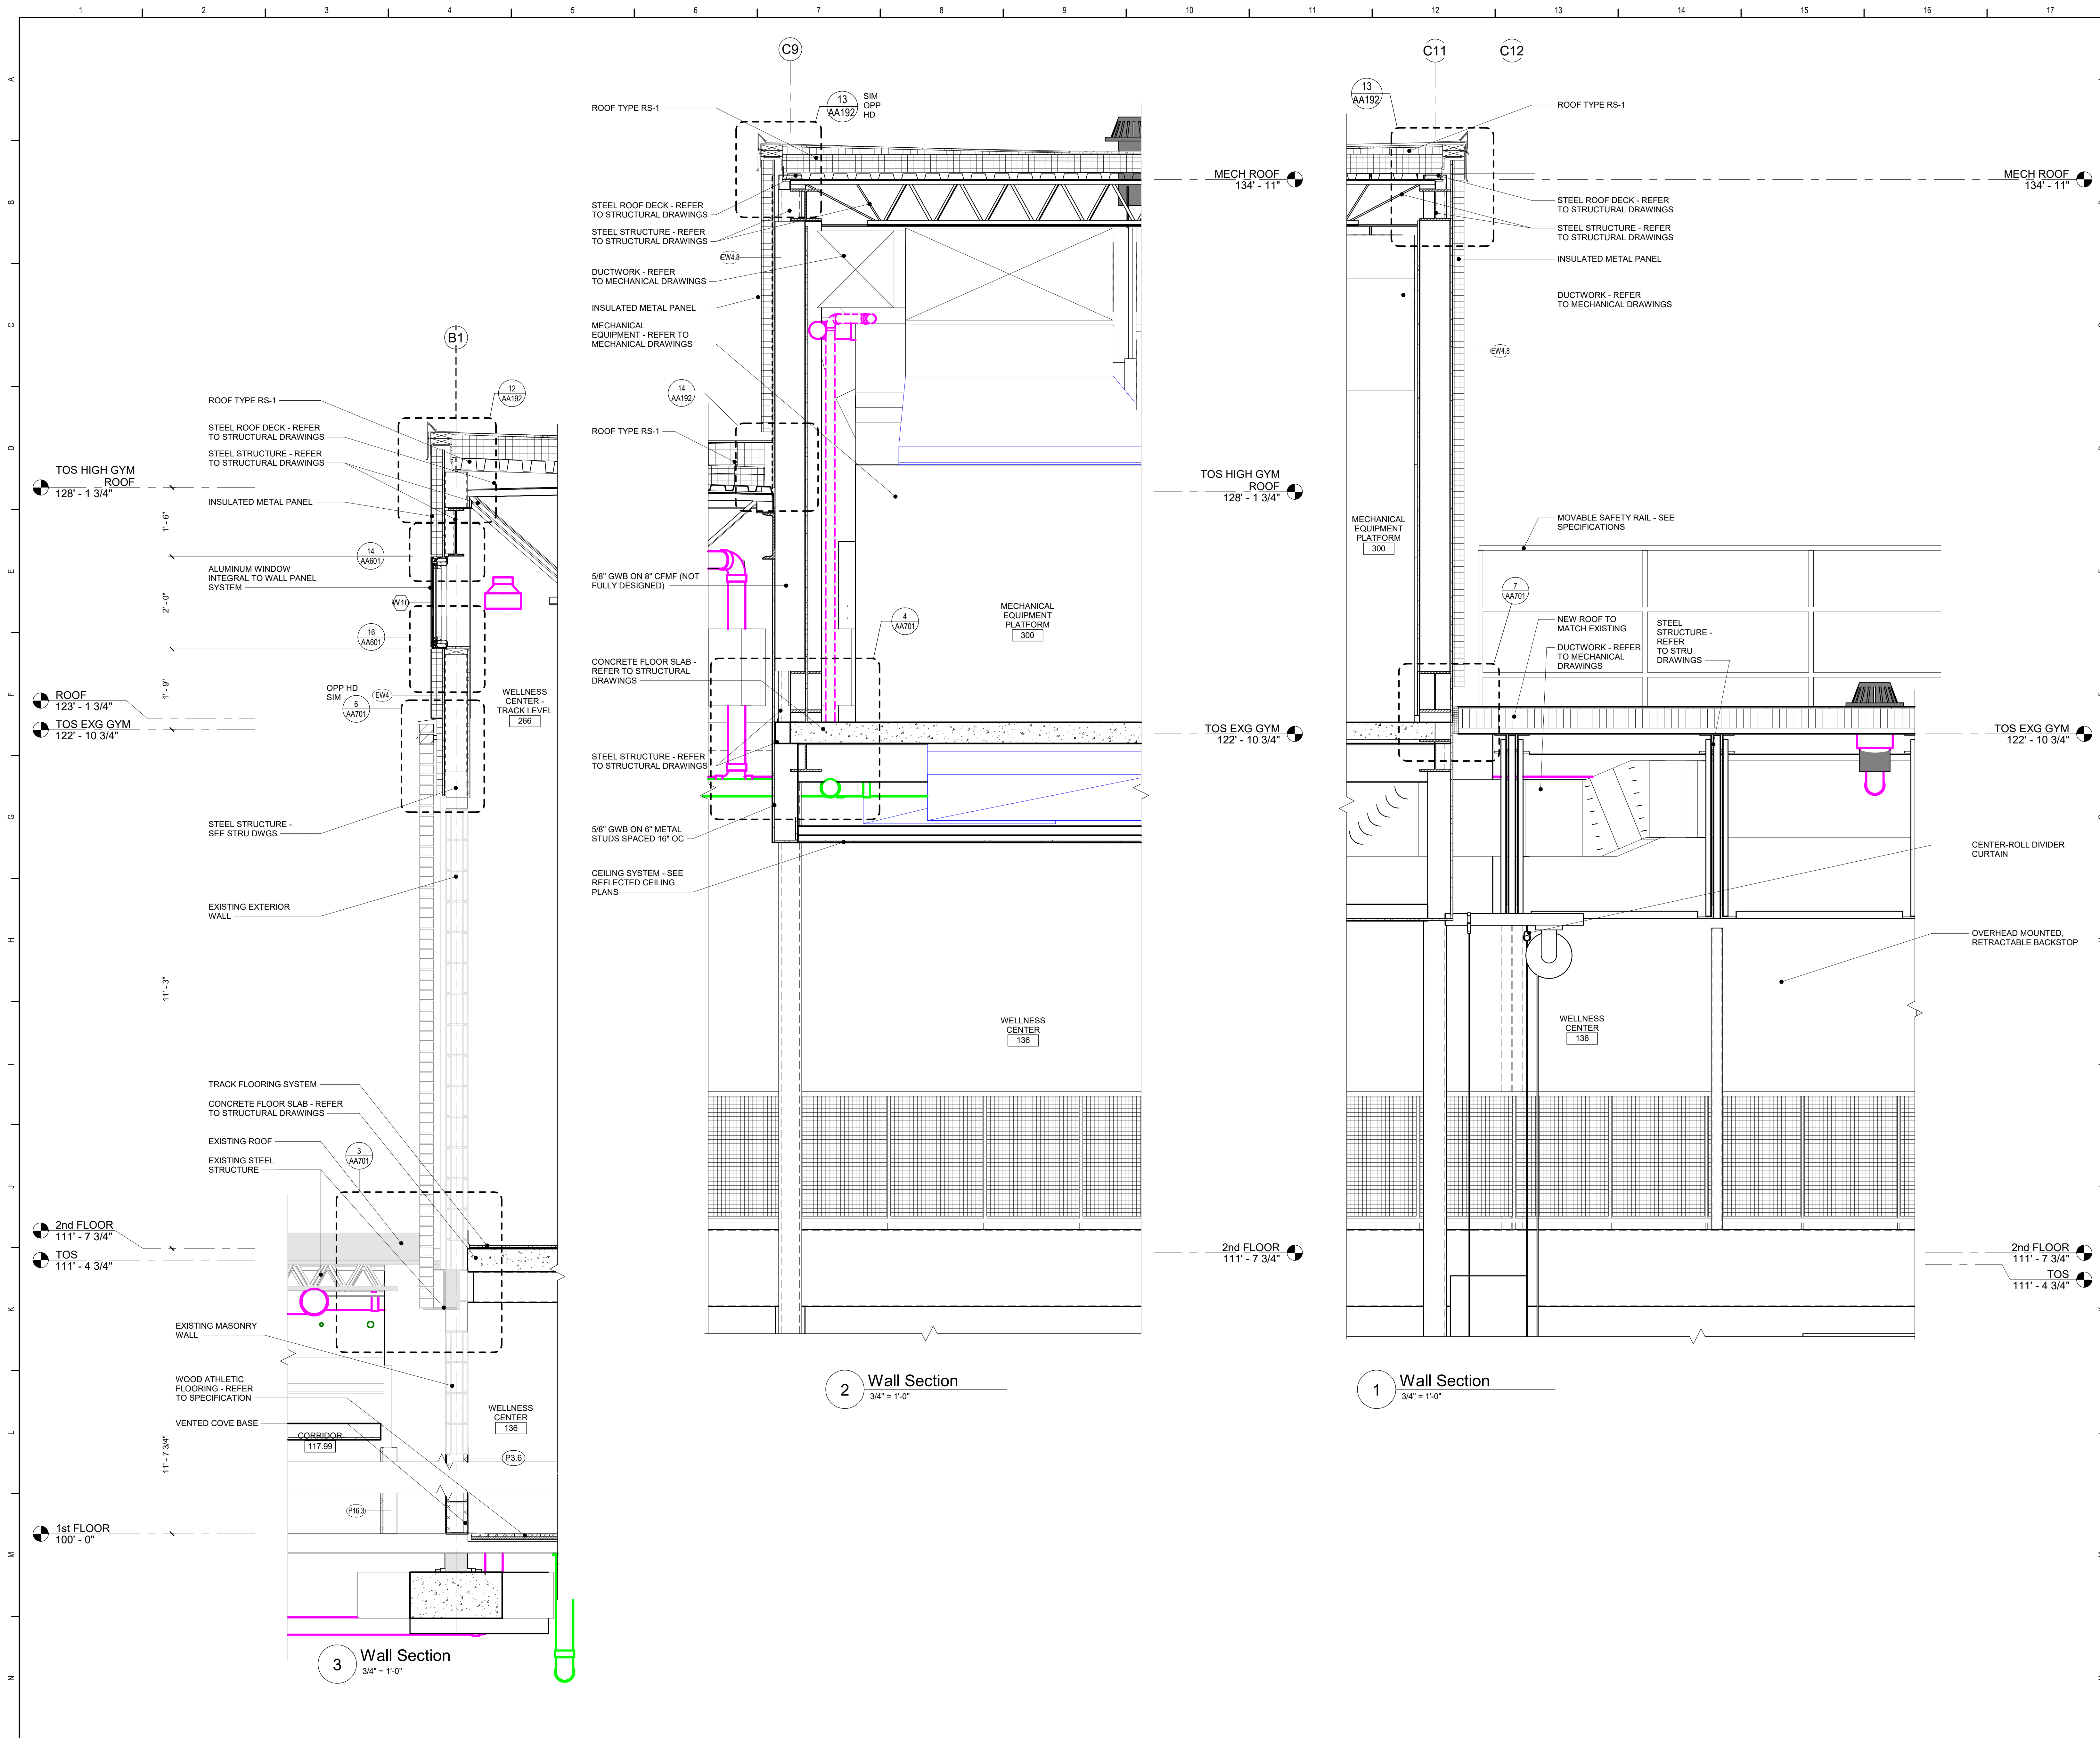 1 2 3 4 5 6 7 8 9 10 11 12 13 14 15 16 17
A
B
C
D
E
F
G
H
I
J
K
L
M
N
B1
12
AA192
ROOF TYPE RS-1
STEEL ROOF DECK - REFER
TO STRUCTURAL DRAWINGS
STEEL STRUCTURE - REFER
TO STRUCTURAL DRAWINGS
TOS HIGH GYM
ROOF
128' - 1 3/4"
INSULATED METAL PANEL
1' - 6"
14
AA601
ALUMINUM WINDOW
INTEGRAL TO WALL PANEL
SYSTEM
2' - 0"
W10
16
AA601
1' - 9"
OPP HD
SIM
6
AA701
EW4
WELLNESS
CENTER -
TRACK LEVEL
266
ROOF
123' - 1 3/4"
TOS EXG GYM
122' - 10 3/4"
STEEL STRUCTURE -
SEE STRU DWGS
EXISTING EXTERIOR
WALL
11' - 3"
TRACK FLOORING SYSTEM
CONCRETE FLOOR SLAB - REFER
TO STRUCTURAL DRAWINGS
EXISTING ROOF
EXISTING STEEL
STRUCTURE
3
AA701
2nd FLOOR
111' - 7 3/4"
TOS
111' - 4 3/4"
EXISTING MASONRY
WALL
WOOD ATHLETIC
FLOORING - REFER
TO SPECIFICATION
VENTED COVE BASE
CORRIDOR
117.99
WELLNESS
CENTER
136
P3.6
P16.3
11' - 7 3/4"
1st FLOOR
100' - 0"
3
Wall Section
3/4" = 1'-0"
C9
13
AA192
SIM
OPP
HD
ROOF TYPE RS-1
STEEL ROOF DECK - REFER
TO STRUCTURAL DRAWINGS
STEEL STRUCTURE - REFER
TO STRUCTURAL DRAWINGS
EW4.8
DUCTWORK - REFER
TO MECHANICAL DRAWINGS
INSULATED METAL PANEL
MECHANICAL
EQUIPMENT - REFER TO
MECHANICAL DRAWINGS
14
AA192
ROOF TYPE RS-1
5/8" GWB ON 8" CFMF (NOT
FULLY DESIGNED)
4
AA701
MECHANICAL
EQUIPMENT
PLATFORM
300
CONCRETE FLOOR SLAB -
REFER TO STRUCTURAL
DRAWINGS
STEEL STRUCTURE - REFER
TO STRUCTURAL DRAWINGS
5/8" GWB ON 6" METAL
STUDS SPACED 16" OC
CEILING SYSTEM - SEE
REFLECTED CEILING
PLANS
WELLNESS
CENTER
136
MECH ROOF
134' - 11"
TOS HIGH GYM
ROOF
128' - 1 3/4"
TOS EXG GYM
122' - 10 3/4"
2nd FLOOR
111' - 7 3/4"
2
Wall Section
3/4" = 1'-0"
C11
C12
13
AA192
ROOF TYPE RS-1
STEEL ROOF DECK - REFER
TO STRUCTURAL DRAWINGS
STEEL STRUCTURE - REFER
TO STRUCTURAL DRAWINGS
INSULATED METAL PANEL
DUCTWORK - REFER
TO MECHANICAL DRAWINGS
EW4.8
MECHANICAL
EQUIPMENT
PLATFORM
300
MOVABLE SAFETY RAIL - SEE
SPECIFICATIONS
7
AA701
NEW ROOF TO
MATCH EXISTING
DUCTWORK - REFER
TO MECHANICAL
DRAWINGS
STEEL
STRUCTURE -
REFER
TO STRU
DRAWINGS
CENTER-ROLL DIVIDER
CURTAIN
OVERHEAD MOUNTED,
RETRACTABLE BACKSTOP
WELLNESS
CENTER
136
MECH ROOF
134' - 11"
TOS EXG GYM
122' - 10 3/4"
2nd FLOOR
111' - 7 3/4"
TOS
111' - 4 3/4"
1
Wall Section
3/4" = 1'-0"